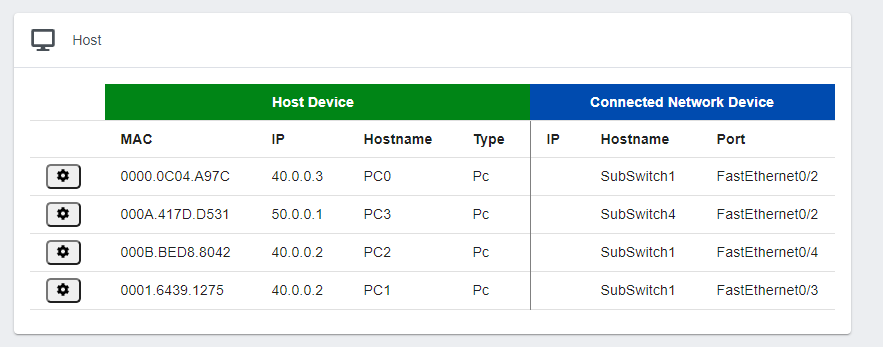 Host
Host Device Connected Network Device
MAC IP Hostname Type IP Hostname Port
0000.0C04.A97C 40.0.0.3 PC0 Pc SubSwitch1 FastEthernet0/2
000A.417D.D531 50.0.0.1 PC3 Pc SubSwitch4 FastEthernet0/2
000B.BED8.8042 40.0.0.2 PC2 Pc SubSwitch1 FastEthernet0/4
0001.6439.1275 40.0.0.2 PC1 Pc SubSwitch1 FastEthernet0/3